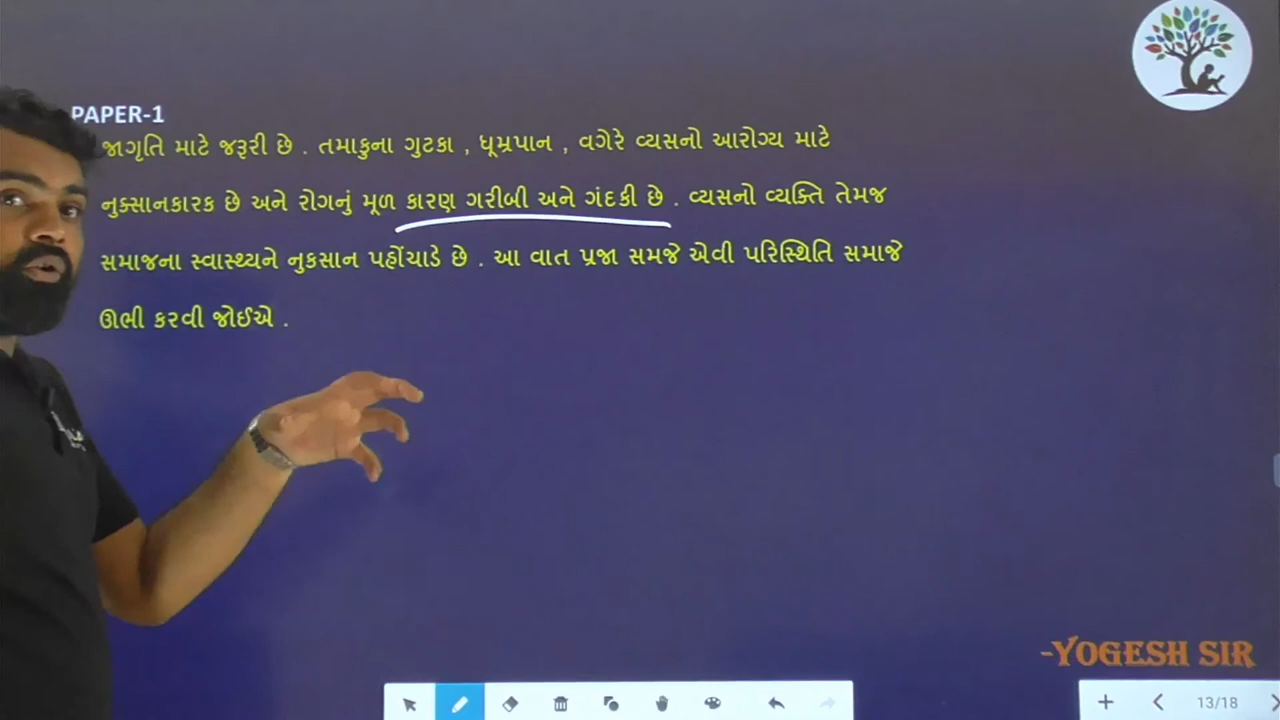 PAPER-1
જાગૃતિ માટે જરૂરી છે . તમાકુના ગુટકા , ધૂમ્રપાન , વગેરે વ્યસનો આરોગ્ય માટે
નુક્સાનકારક છે અને રોગનું મૂળ કારણ ગરીબી અને ગંદકી છે . વ્યસનો વ્યક્તિ તેમજ
સમાજના સ્વાસ્થ્યને નુકસાન પહોંચાડે છે . આ વાત પ્રજા સમજે એવી પરિસ્થિતિ સમાજે
ઊભી કરવી જોઈએ .
-YOGESH SIR
13/18